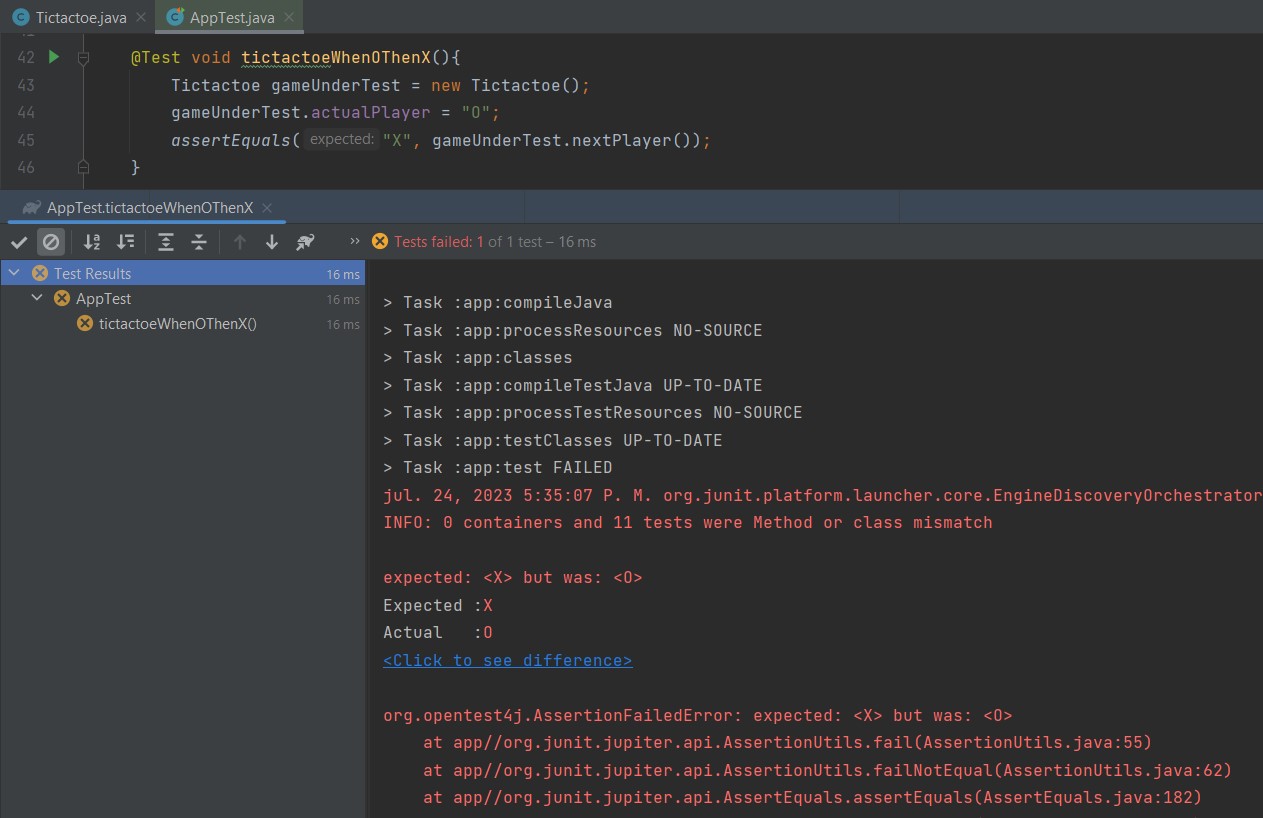 Tictactoe.java AppTest.java
42 @Test void tictactoeWhenOThenX(){
43 Tictactoe gameUnderTest = new Tictactoe();
44 gameUnderTest.actualPlayer = "O";
45 assertEquals( expected: "X", gameUnderTest.nextPlayer());
46 }
AppTest.tictactoeWhenOThenX
» Tests failed: 1 of 1 test – 16 ms
Test Results 16 ms
AppTest 16 ms
tictactoeWhenOThenX() 16 ms
> Task :app:compileJava
> Task :app:processResources NO-SOURCE
> Task :app:classes
> Task :app:compileTestJava UP-TO-DATE
> Task :app:processTestResources NO-SOURCE
> Task :app:testClasses UP-TO-DATE
> Task :app:test FAILED
jul. 24, 2023 5:35:07 P. M. org.junit.platform.launcher.core.EngineDiscoveryOrchestrator
INFO: 0 containers and 11 tests were Method or class mismatch
expected: <X> but was: <O>
Expected :X
Actual   :O
<Click to see difference>
org.opentest4j.AssertionFailedError: expected: <X> but was: <O>
at app//org.junit.jupiter.api.AssertionUtils.fail(AssertionUtils.java:55)
at app//org.junit.jupiter.api.AssertionUtils.failNotEqual(AssertionUtils.java:62)
at app//org.junit.jupiter.api.AssertEquals.assertEquals(AssertEquals.java:182)